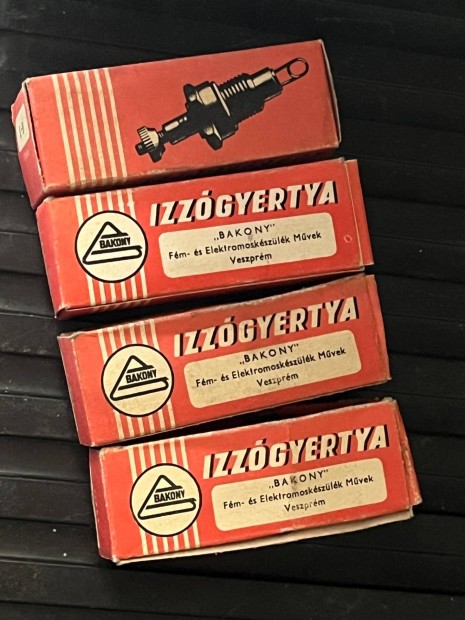 H
IZZÓGYERTYA
BAKONY
„BAKONY"
Fém- és Elektromoskészülék Művek
Veszprém
IZZÓGYERTYA
BAKONY
„BAKONY"
Fém- és Elektromoskészülék Művek
Veszprém
IZZÓGYERTYA
BAKONY
„BAKONY"
Fém- és Elektromoskészülék Művek
Veszprém